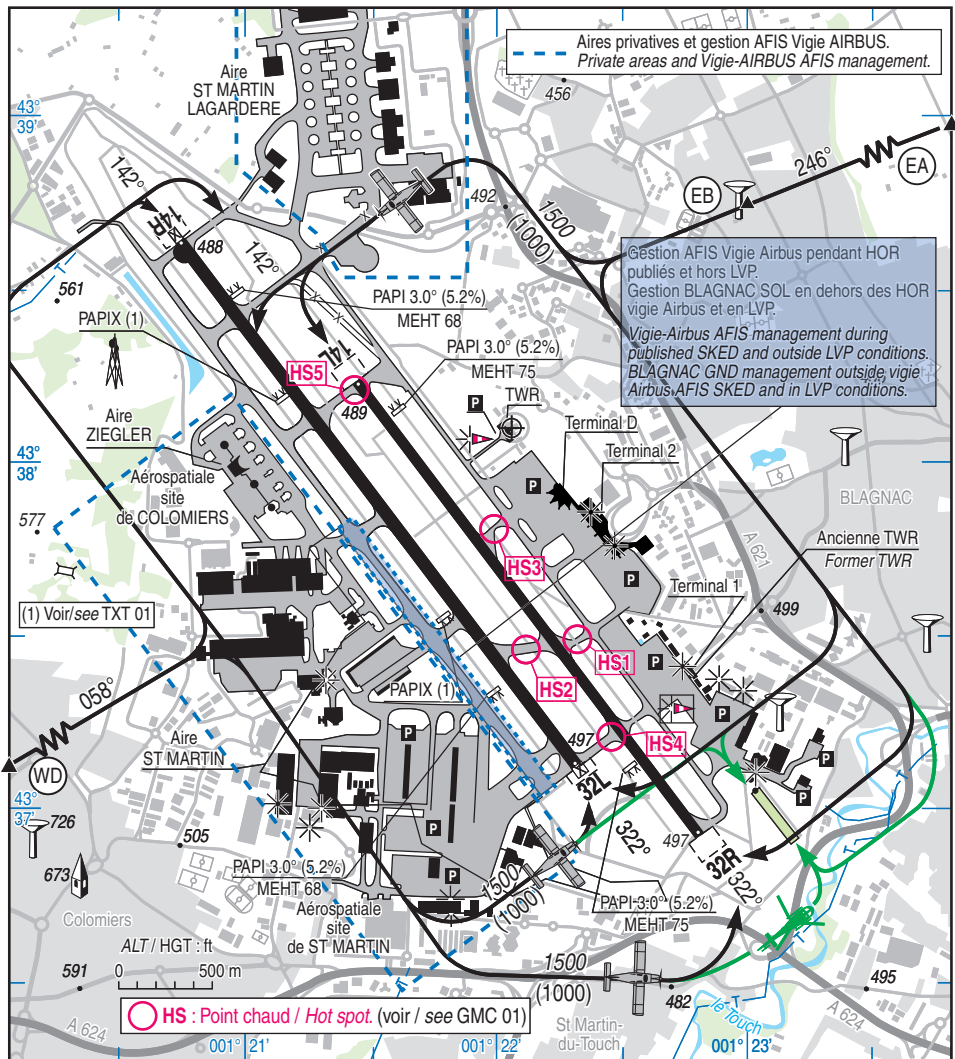 Aires privatives et gestion AFIS Vigie AIRBUS.
Private areas and Vigie-AIRBUS AFIS management.
Aire
ST MARTIN
LAGARDERE
456
43°
39'
142°
14R
488
142°
492
1500
(1000)
246°
EB
EA
561
PAPI 3.0° (5.2%)
MEHT 68
PAPIX (1)
14L
PAPI 3.0° (5.2%)
MEHT 75
Gestion AFIS Vigie Airbus pendant HOR
publiés et hors LVP.
Gestion BLAGNAC SOL en dehors des HOR
vigie Airbus et en LVP.
Vigie-Airbus AFIS management during
published SKED and outside LVP conditions.
BLAGNAC GND management outside vigie
Airbus AFIS SKED and in LVP conditions.
HS5
489
P
TWR
Aire
ZIEGLER
Terminal D
Terminal 2
43°
38'
Aérospatiale
site
de COLOMIERS
P
BLAGNAC
577
P
A 621
Ancienne TWR
Former TWR
HS3
P
Terminal 1
499
(1) Voir/see TXT 01
HS1
P
HS2
058°
PAPIX (1)
P
WD
Aire
ST MARTIN
P
497
HS4
P
32L
P
43°
37'
726
505
P
322°
497
32R
322°
673
PAPI 3.0° (5.2%)
MEHT 68
P
1500
(1000)
PAPI 3.0° (5.2%)
MEHT 75
Colomiers
Aérospatiale
site
de ST MARTIN
ALT / HGT : ft
0 500 m
591
1500
(1000)
482
495
le Touch
HS : Point chaud / Hot spot. (voir / see GMC 01)
A 624
St Martin-
du-Touch
A 624
001° 21'
001° 22'
001° 23'
T
T
T
T